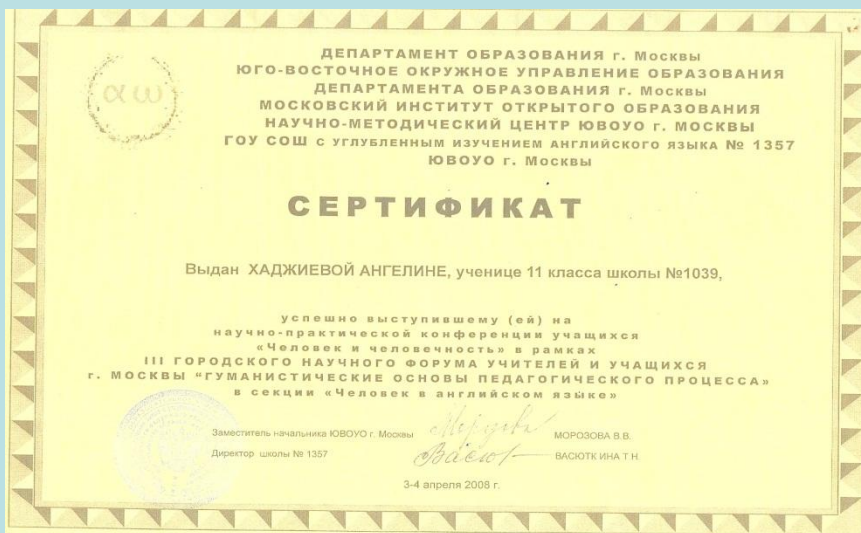 αω
ДЕПАРТАМЕНТ ОБРАЗОВАНИЯ г. Москвы
ЮГО-ВОСТОЧНОЕ ОКРУЖНОЕ УПРАВЛЕНИЕ ОБРАЗОВАНИЯ
ДЕПАРТАМЕНТА ОБРАЗОВАНИЯ г. Москвы
МОСКОВСКИЙ ИНСТИТУТ ОТКРЫТОГО ОБРАЗОВАНИЯ
НАУЧНО-МЕТОДИЧЕСКИЙ ЦЕНТР ЮВОУО г. МОСКВЫ
ГОУ СОШ С УГЛУБЛЕННЫМ ИЗУЧЕНИЕМ АНГЛИЙСКОГО ЯЗЫКА № 1357
ЮВОУО г. Москвы
СЕРТИФИКАТ
Выдан ХАДЖИЕВОЙ АНГЕЛИНЕ, ученице 11 класса школы №1039,
успешно выступившему (ей) на
научно-практической конференции учащихся
«Человек и человечность» в рамках
III ГОРОДСКОГО НАУЧНОГО ФОРУМА УЧИТЕЛЕЙ И УЧАЩИХСЯ
г. МОСКВЫ "ГУМАНИСТИЧЕСКИЕ ОСНОВЫ ПЕДАГОГИЧЕСКОГО ПРОЦЕССА»
в секции «Человек в английском языке»
Заместитель начальника ЮВОУО г. Москвы МОРОЗОВА В.В.
Директор школы № 1357 ВАСЮТК ИНА Т Н.
3-4 апреля 2008 г.